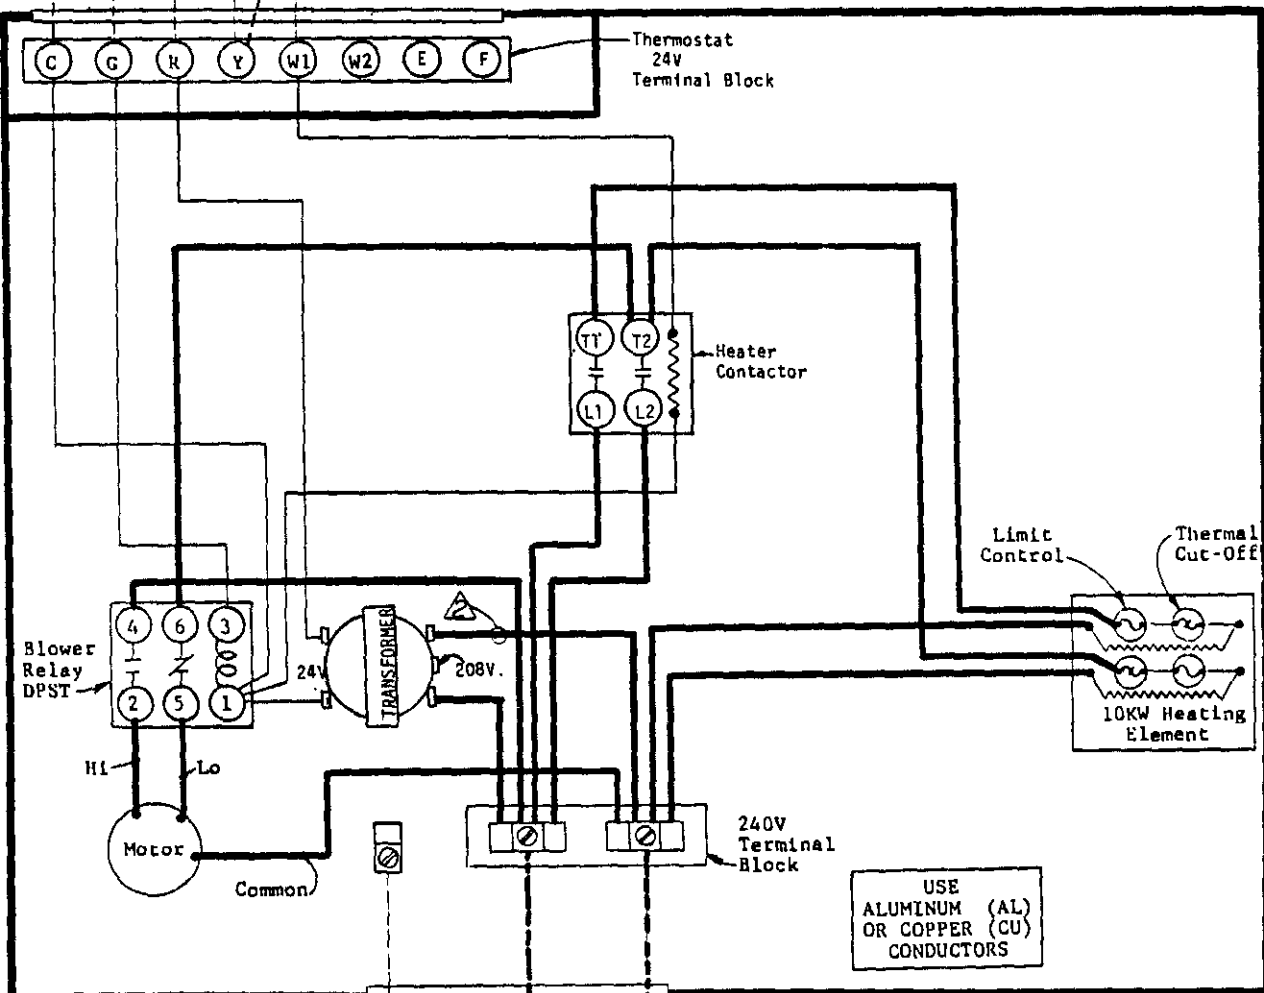 C G R Y W1 W2 E F
Thermostat
24V
Terminal Block
T1 T2
L1 L2
Heater
Contactor
Limit
Control
Thermal
Cut-Off
4 6 3
2 5 1
Blower
Relay
DPST
24V
TRANSFORMER
2
208V.
10KW Heating
Element
Hi
Lo
Motor
Common
240V
Terminal
Block
USE
ALUMINUM (AL)
OR COPPER (CU)
CONDUCTORS